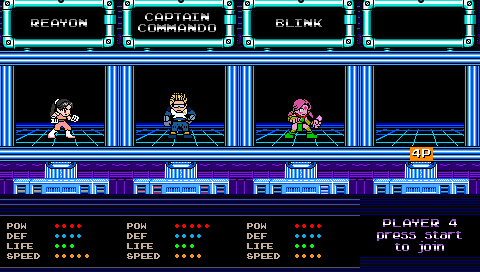 REAYON
CAPTAIN
COMMANDO
BLINK
4P
POW
DEF
LIFE
SPEED
POW
DEF
LIFE
SPEED
POW
DEF
LIFE
SPEED
PLAYER 4
press start
to join